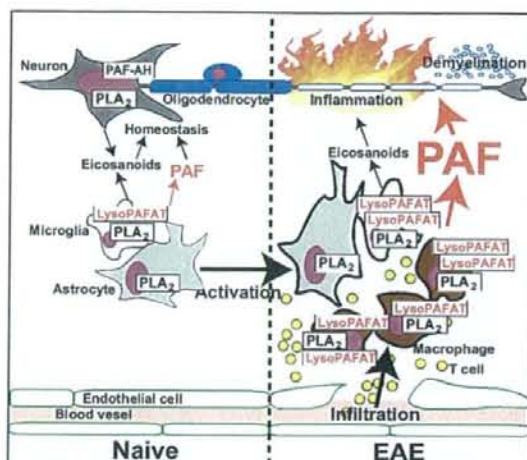 Neuron
PAF-AH
PLA2
Oligodendrocyte
Homeostasis
Eicosanoids
PAF
LysoPAFAT
Microglia
PLA2
PLA2
Astrocyte
Activation
Endothelial cell
Blood vesel
Naive
Demyelination
Inflammation
Eicosanoids
PAF
LysoPAFAT
LysoPAFAT
PLA2
PLA2
LysoPAFAT
LysoPAFAT
PLA2
LysoPAFAT
PLA2
LysoPAFAT
PLA2
LysoPAFAT
Macrophage
T cell
Infiltration
EAE